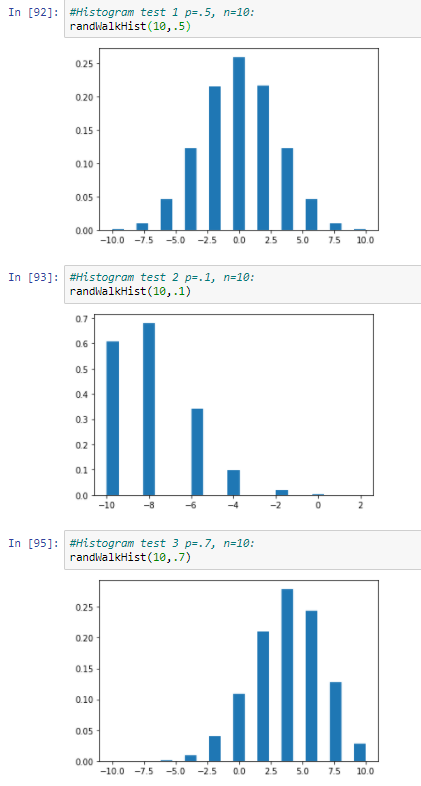 In [92]: #Histogram test 1 p=.5, n=10:
randWalkHist(10,.5)
0.25
0.20
0.15
0.10
0.05
0.00
−10.0 −7.5 −5.0 −2.5 0.0 2.5 5.0 7.5 10.0
In [93]: #Histogram test 2 p=.1, n=10:
randWalkHist(10,.1)
0.7
0.6
0.5
0.4
0.3
0.2
0.1
0.0
−10 −8 −6 −4 −2 0 2
In [95]: #Histogram test 3 p=.7, n=10:
randWalkHist(10,.7)
0.25
0.20
0.15
0.10
0.05
0.00
−10.0 −7.5 −5.0 −2.5 0.0 2.5 5.0 7.5 10.0